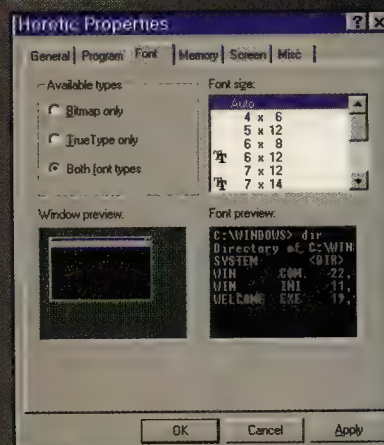 Heretic Properties
General Program Font Memory Screen Misc
Available types
Bitmap only
TrueType only
Both font types
Font size:
Auto
4 x 6
5 x 12
6 x 8
6 x 12
7 x 12
7 x 14
Window preview:
Font preview:
C:\WINDOWS> dir
Directory of C:\WIN
SYSTEM <DIR>
WIN COM 22,
WIN INI 11,
WELCOME EXE 19,
OK Cancel Apply